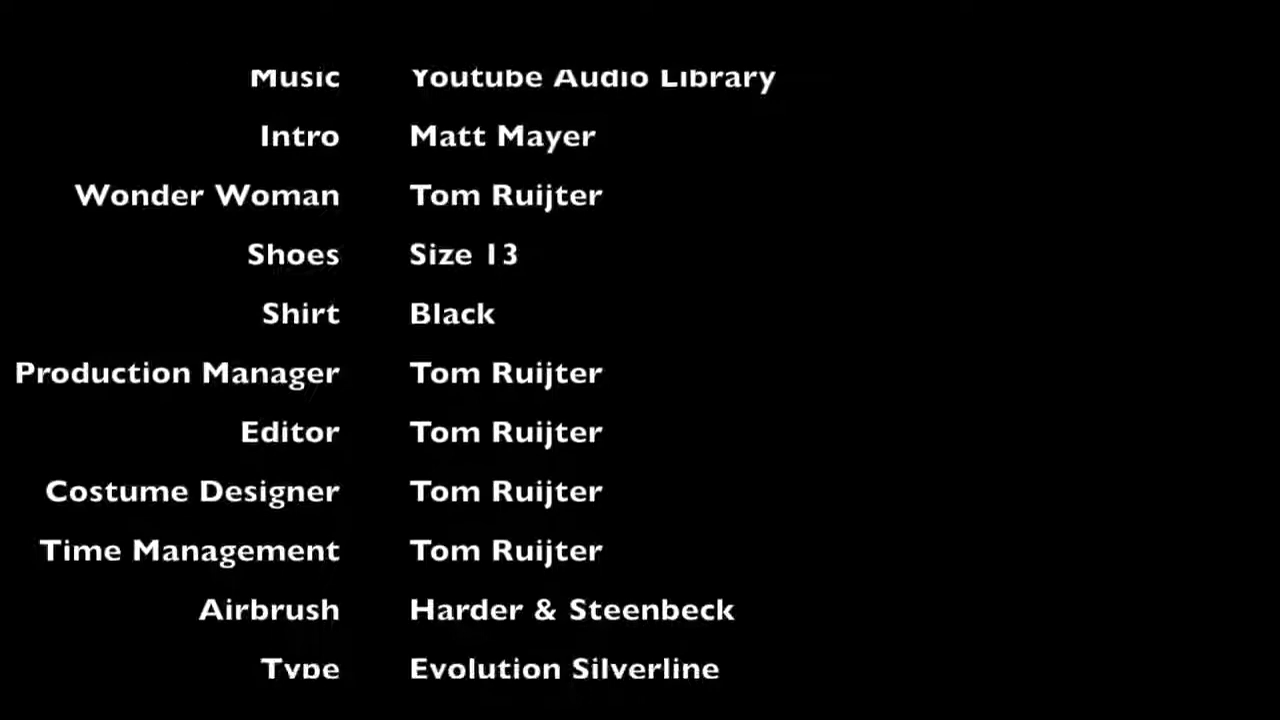 Music Youtube Audio Library
Intro Matt Mayer
Wonder Woman Tom Ruijter
Shoes Size 13
Shirt Black
Production Manager Tom Ruijter
Editor Tom Ruijter
Costume Designer Tom Ruijter
Time Management Tom Ruijter
Airbrush Harder & Steenbeck
Type Evolution Silverline